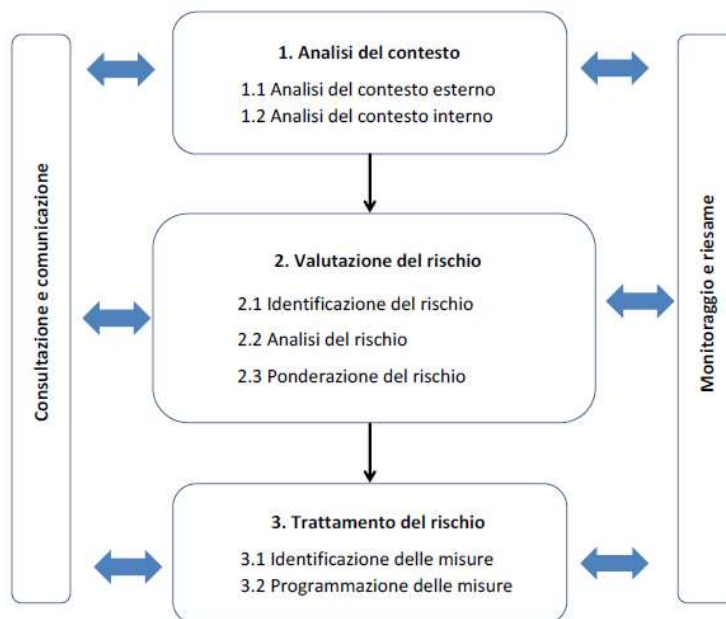 Consultazione e comunicazione
1. Analisi del contesto
1.1 Analisi del contesto esterno
1.2 Analisi del contesto interno
2. Valutazione del rischio
2.1 Identificazione del rischio
2.2 Analisi del rischio
2.3 Ponderazione del rischio
3. Trattamento del rischio
3.1 Identificazione delle misure
3.2 Programmazione delle misure
Monitoraggio e riesame